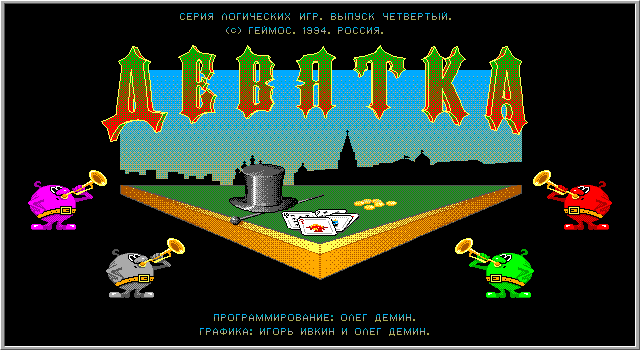 СЕРИЯ ЛОГИЧЕСКИХ ИГР. ВЫПУСК ЧЕТВЕРТЫЙ.
(C) ГЕЙМОС. 1994. РОССИЯ.
ДЕВЯТКА
ПРОГРАММИРОВАНИЕ: ОЛЕГ ДЕМИН.
ГРАФИКА: ИГОРЬ ИВКИН И ОЛЕГ ДЕМИН.